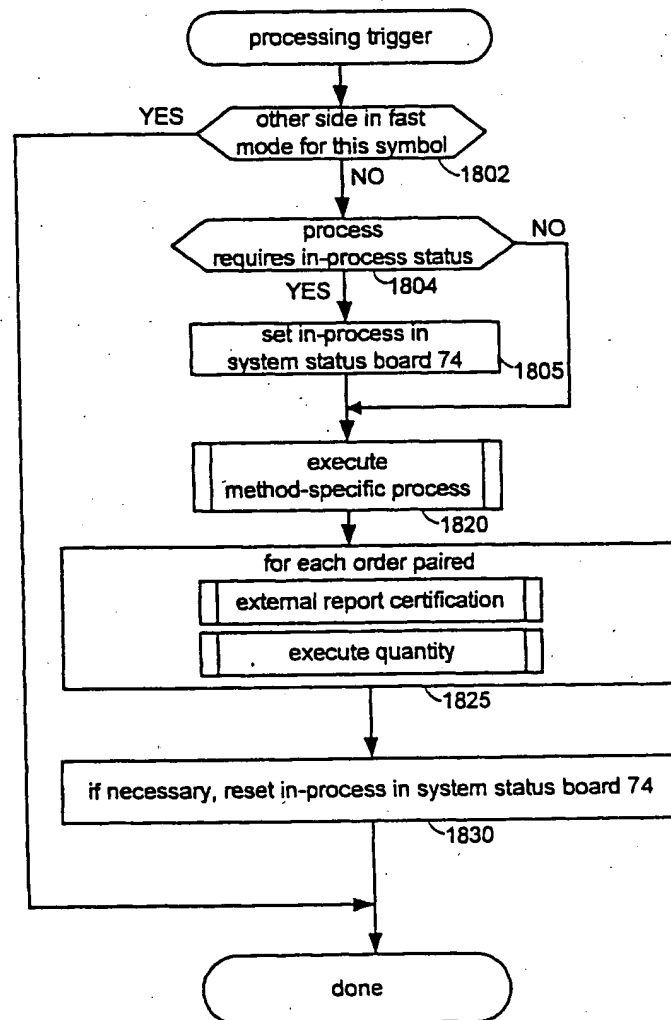 processing trigger
YES
other side in fast
mode for this symbol
1802
NO
process
requires in-process status
NO
1804
YES
set in-process in
system status board 74
1805
execute
method-specific process
1820
for each order paired
external report certification
execute quantity
1825
if necessary, reset in-process in system status board 74
1830
done